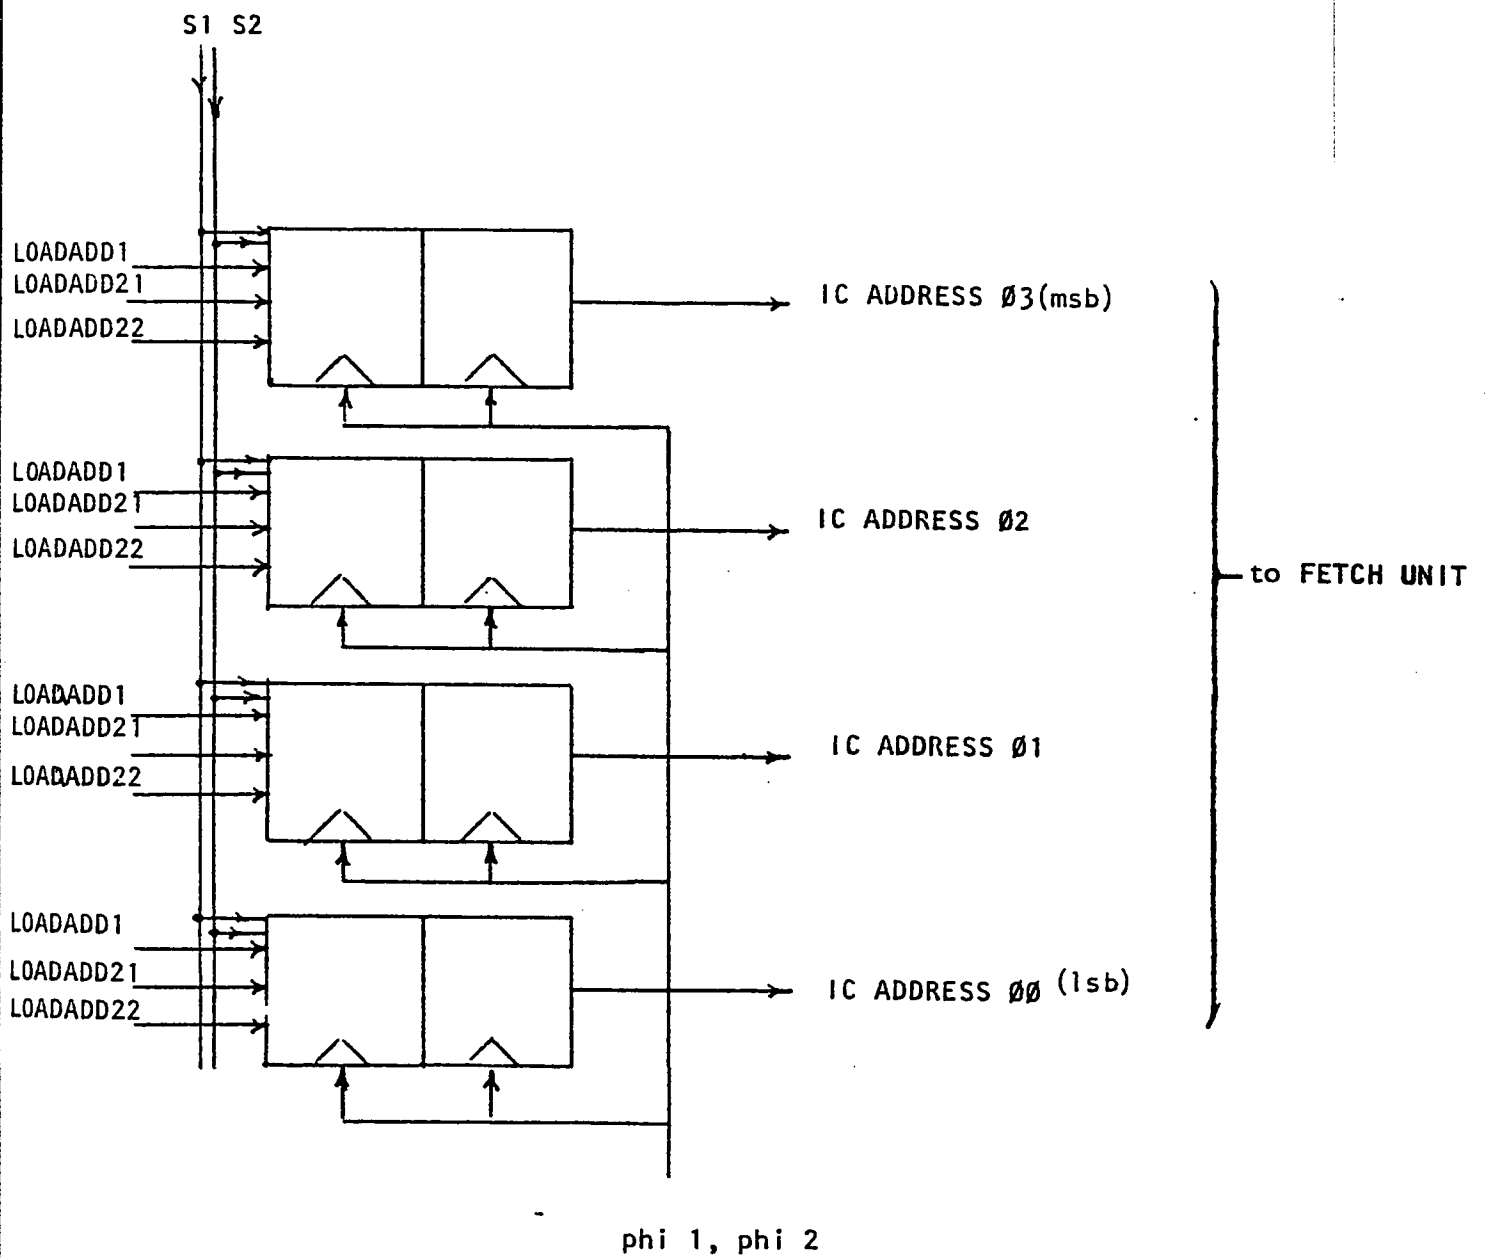 S1 S2
LOADADD1
LOADADD21
LOADADD22
IC ADDRESS Ø3(msb)
LOADADD1
LOADADD21
LOADADD22
IC ADDRESS Ø2
to FETCH UNIT
LOADADD1
LOADADD21
LOADADD22
IC ADDRESS Ø1
LOADADD1
LOADADD21
LOADADD22
IC ADDRESS ØØ (lsb)
phi 1, phi 2